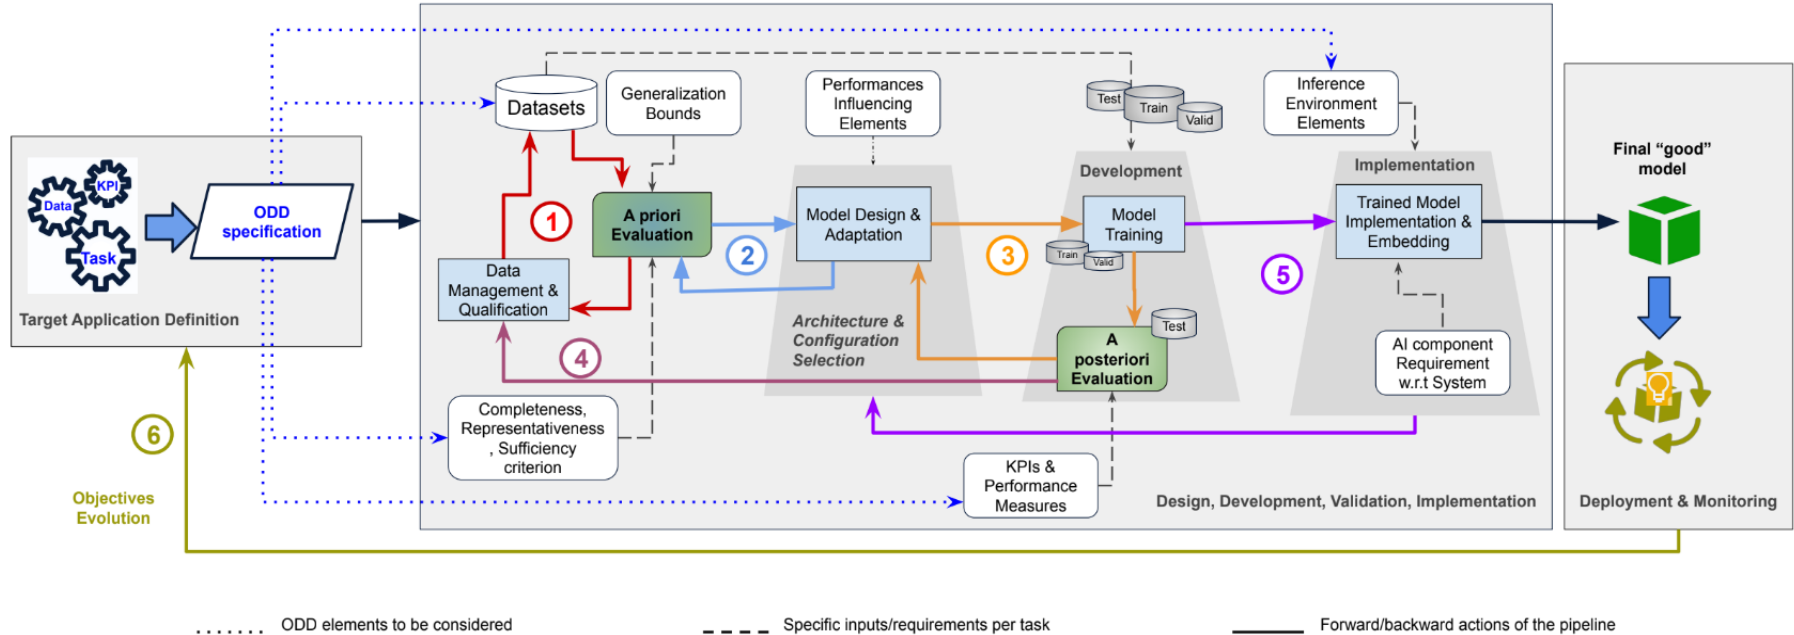 Data
KPI
Task
ODD
specification
Target Application Definition
6
Objectives
Evolution
Datasets
Generalization
Bounds
1
A priori
Evaluation
2
Data
Management &
Qualification
4
Completeness,
Representativeness
, Sufficiency
criterion
Performances
Influencing
Elements
Model Design &
Adaptation
Architecture &
Configuration
Selection
3
Test
Train
Valid
Development
Model
Training
Train
Valid
Test
A
posteriori
Evaluation
KPIs &
Performance
Measures
5
Inference
Environment
Elements
Implementation
Trained Model
Implementation &
Embedding
AI component
Requirement
w.r.t System
Design, Development, Validation, Implementation
Final “good”
model
Deployment & Monitoring
ODD elements to be considered
Specific inputs/requirements per task
Forward/backward actions of the pipeline